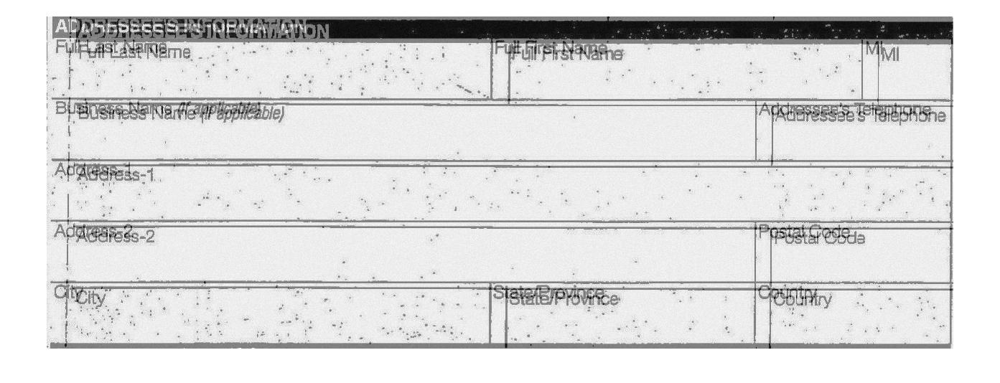 ADDRESSEE'S INFORMATION
Full Last Name Full First Name MI
Business Name (if applicable) Addressee's Telephone
Address-1
Address-2 Postal Code
City State/Province Country